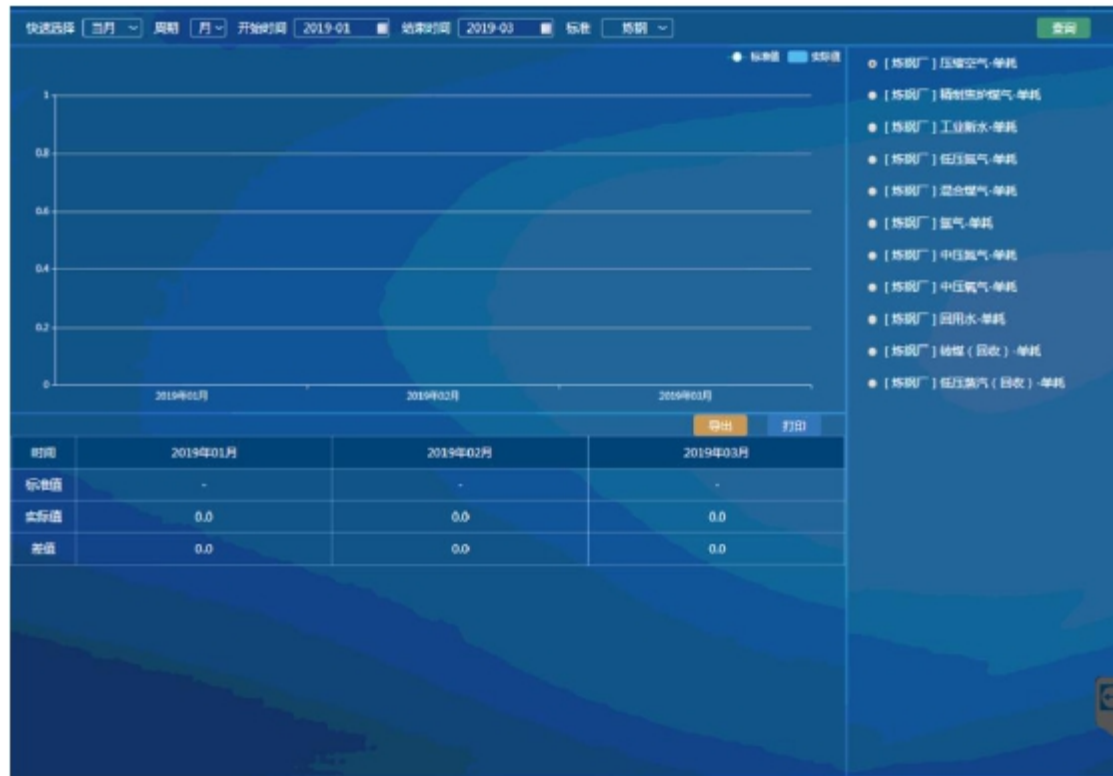 快速选择 当月 周期 月 开始时间 2019-01 结束时间 2019-03 标准 炼钢 查询
标准值 实际值
1
0.8
0.6
0.4
0.2
0
2019年01月 2019年02月 2019年03月
导出 打印
时间 2019年01月 2019年02月 2019年03月
标准值 - - -
实际值 0.0 0.0 0.0
差值 0.0 0.0 0.0
[炼钢厂]压缩空气-单耗
[炼钢厂]精制焦炉煤气-单耗
[炼钢厂]工业新水-单耗
[炼钢厂]低压氮气-单耗
[炼钢厂]混合煤气-单耗
[炼钢厂]氩气-单耗
[炼钢厂]中压氮气-单耗
[炼钢厂]中压氧气-单耗
[炼钢厂]回用水-单耗
[炼钢厂]转煤(回收)-单耗
[炼钢厂]低压蒸汽(回收)-单耗